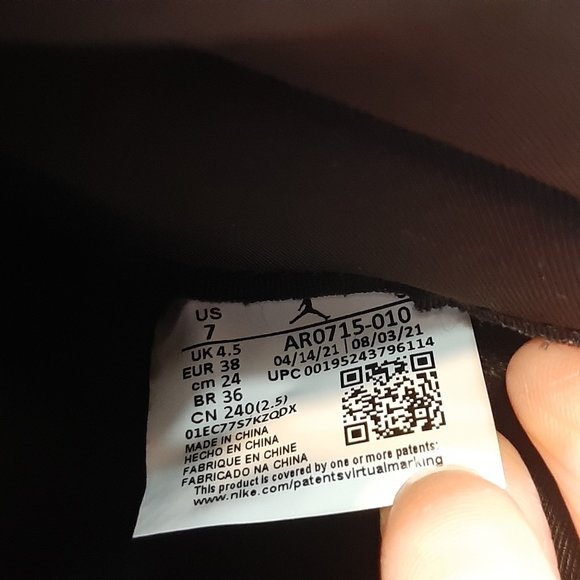 US
7
AR0715-010
UK 4.5
04/14/21 | 08/03/21
EUR 38
UPC 00195243796114
cm 24
BR 36
CN 240(2.5)
01EC77S7KZQDX
MADE IN CHINA
HECHO EN CHINA
FABRIQUE EN CHINE
FABRICADO NA CHINA
This product is covered by one or more patents:
www.nike.com/patentsvirtualmarking